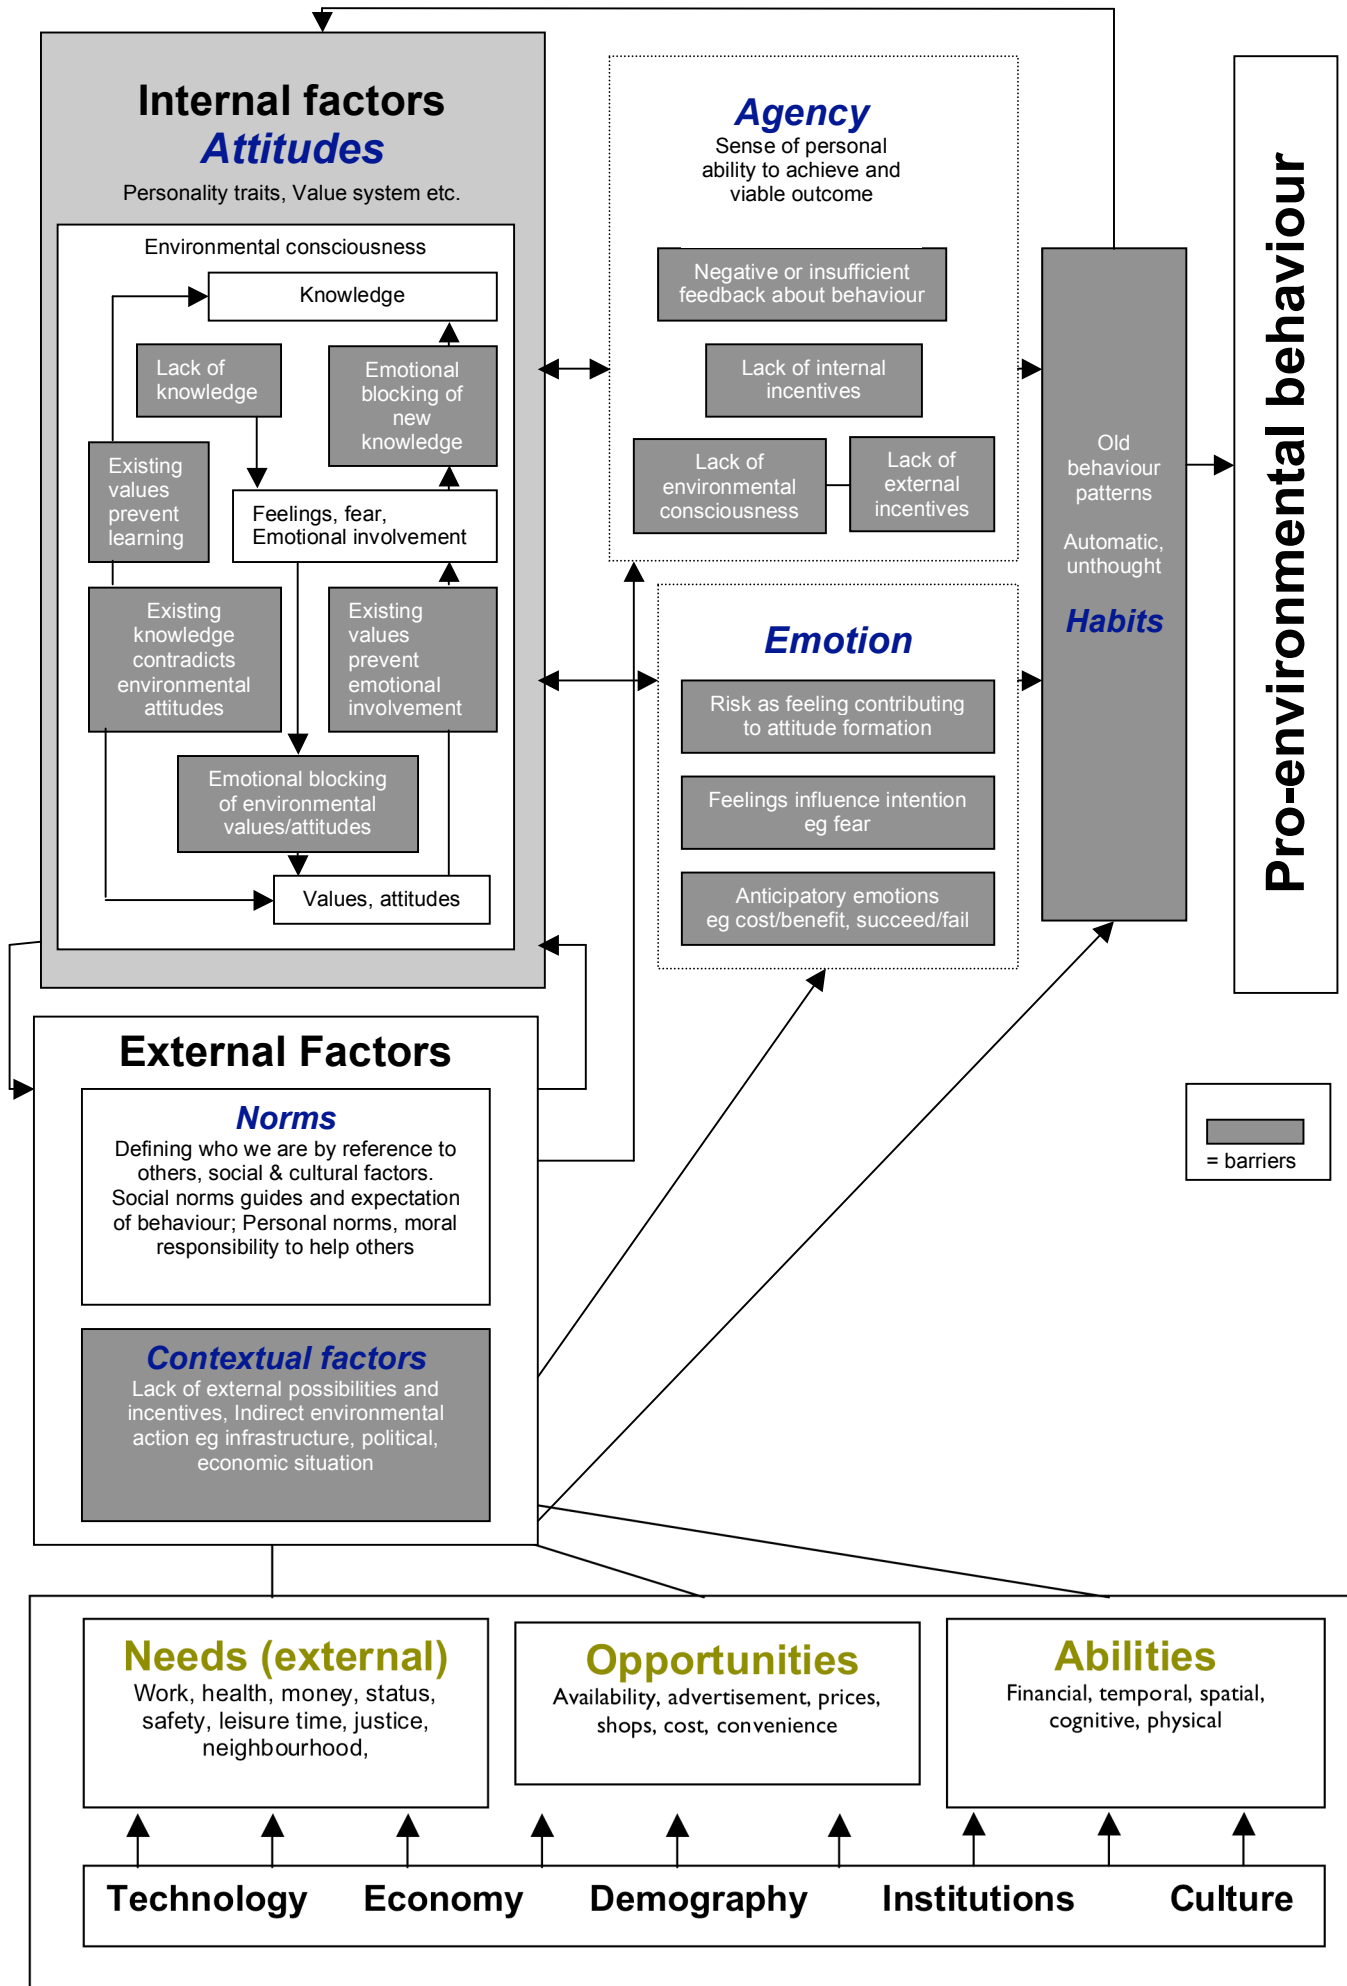 Internal factors
Attitudes
Personality traits, Value system etc.
Environmental consciousness
Knowledge
Lack of
knowledge
Emotional
blocking of
new
knowledge
Existing
values
prevent
learning
Feelings, fear,
Emotional involvement
Existing
knowledge
contradicts
environmental
attitudes
Existing
values
prevent
emotional
involvement
Emotional blocking
of environmental
values/attitudes
Values, attitudes
Agency
Sense of personal
ability to achieve and
viable outcome
Negative or insufficient
feedback about behaviour
Lack of internal
incentives
Lack of
environmental
consciousness
Lack of
external
incentives
Emotion
Risk as feeling contributing
to attitude formation
Feelings influence intention
eg fear
Anticipatory emotions
eg cost/benefit, succeed/fail
Old
behaviour
patterns
Automatic,
unthought
Habits
Pro-environmental behaviour
External Factors
Norms
Defining who we are by reference to
others, social & cultural factors.
Social norms guides and expectation
of behaviour; Personal norms, moral
responsibility to help others
Contextual factors
Lack of external possibilities and
incentives, Indirect environmental
action eg infrastructure, political,
economic situation
= barriers
Needs (external)
Work, health, money, status,
safety, leisure time, justice,
neighbourhood,
Opportunities
Availability, advertisement, prices,
shops, cost, convenience
Abilities
Financial, temporal, spatial,
cognitive, physical
Technology Economy Demography Institutions Culture